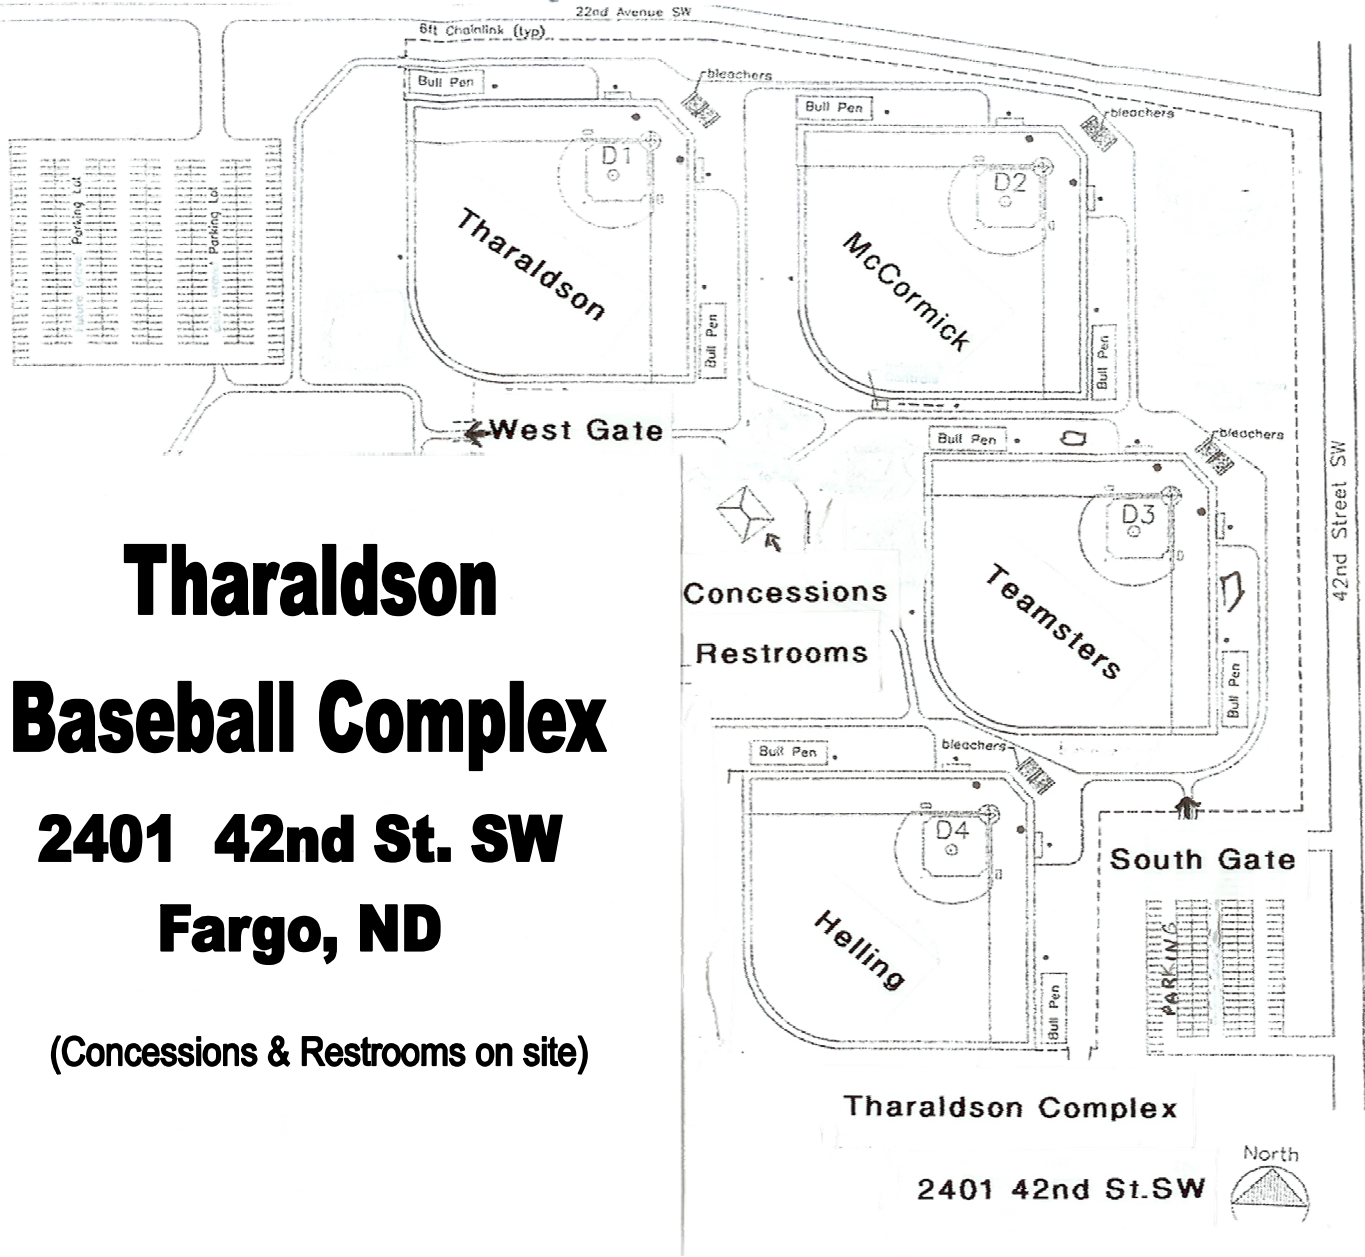 22nd Avenue SW
6ft Chainlink (typ)
Bull Pen
bleachers
Bull Pen
bleachers
D1
D2
Parking Lot
Parking Lot
Tharaldson
McCormick
Bull Pen
Bull Pen
West Gate
Bull Pen
bleachers
42nd Street SW
D3
Concessions
Restrooms
Teamsters
Bull Pen
Tharaldson
Baseball Complex
2401 42nd St. SW
Fargo, ND
(Concessions & Restrooms on site)
Bull Pen
bleachers
D4
South Gate
Helling
PARKING
Bull Pen
Tharaldson Complex
2401 42nd St.SW
North